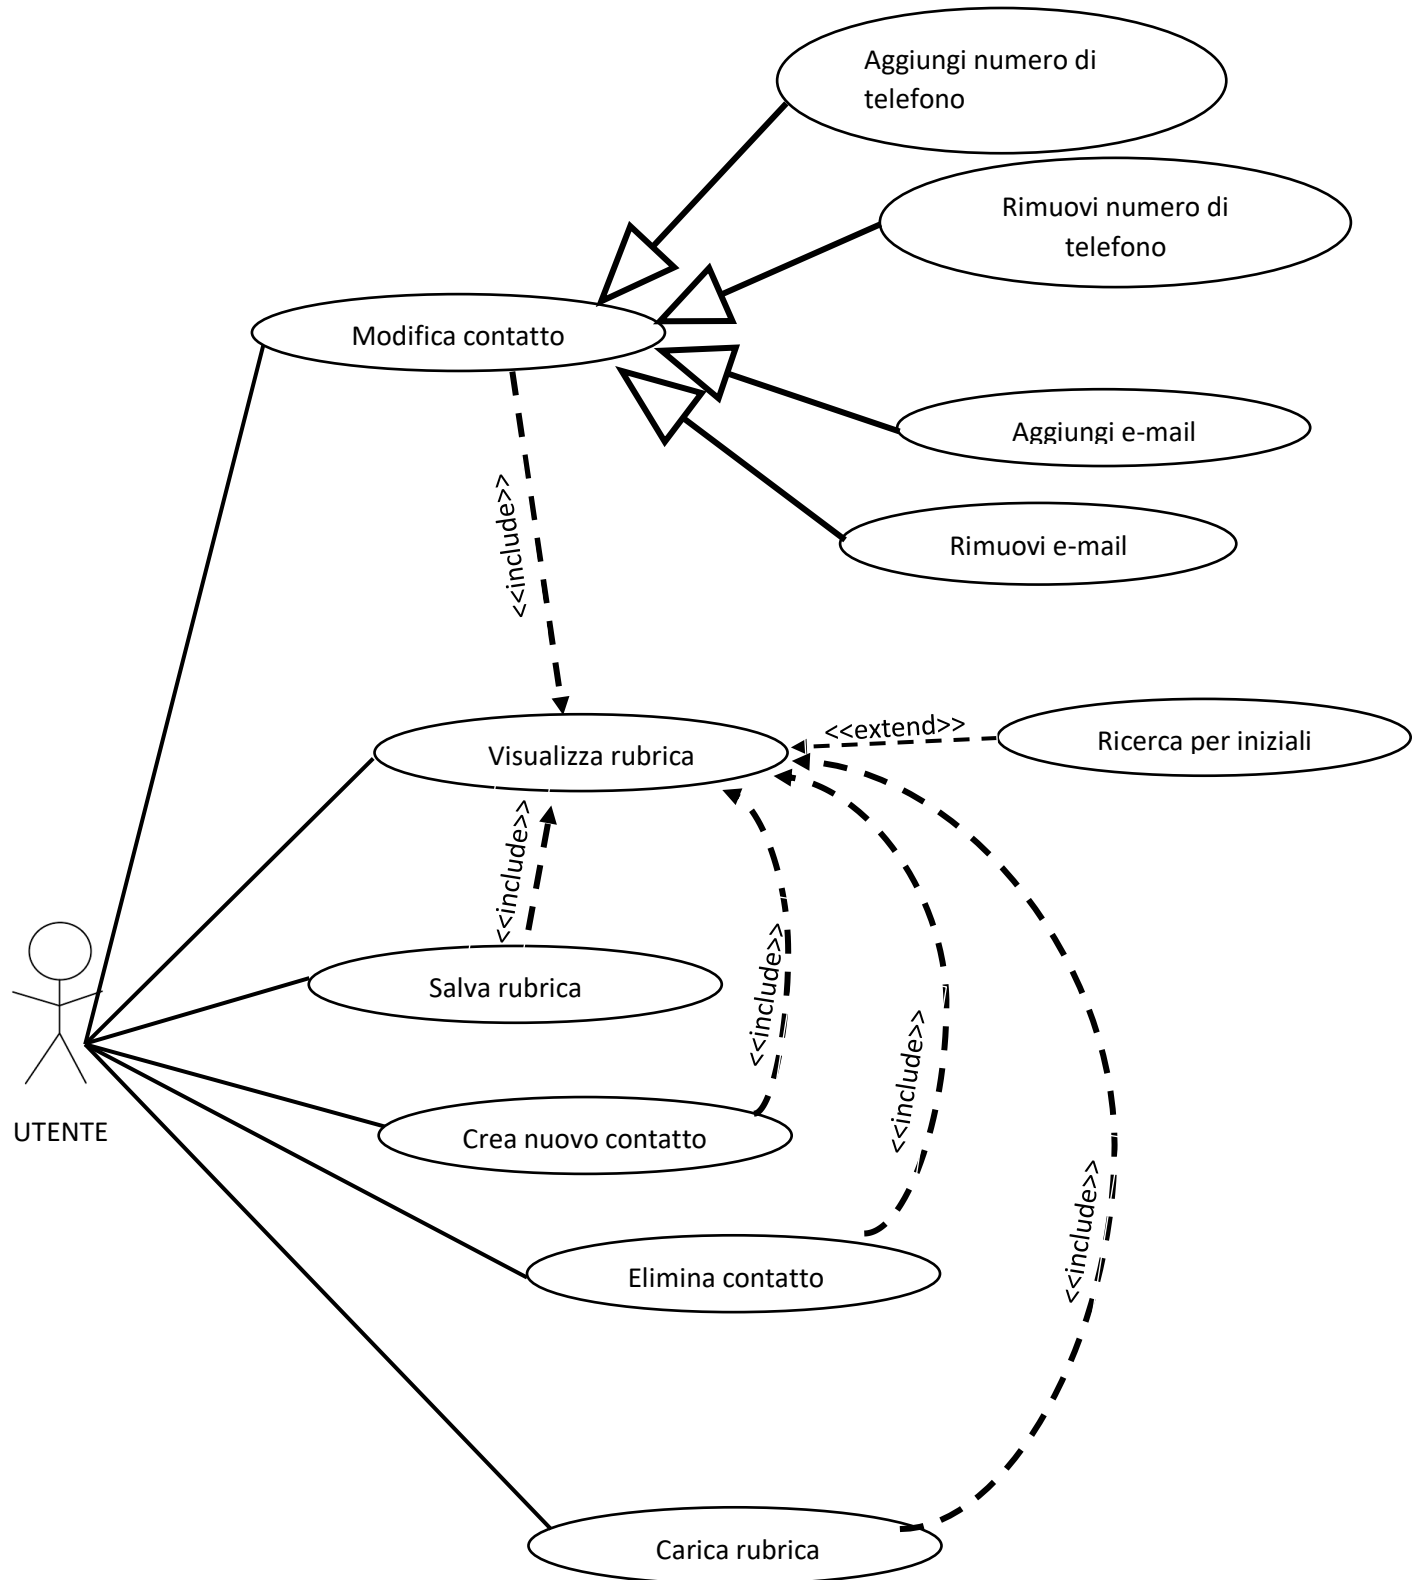 Aggiungi numero di
telefono
Rimuovi numero di
telefono
Modifica contatto
Aggiungi e-mail
<<include>>
Rimuovi e-mail
<<extend>>
Ricerca per iniziali
Visualizza rubrica
<<include>>
Salva rubrica
<<include>>
<<include>>
UTENTE
Crea nuovo contatto
<<include>>
Elimina contatto
Carica rubrica